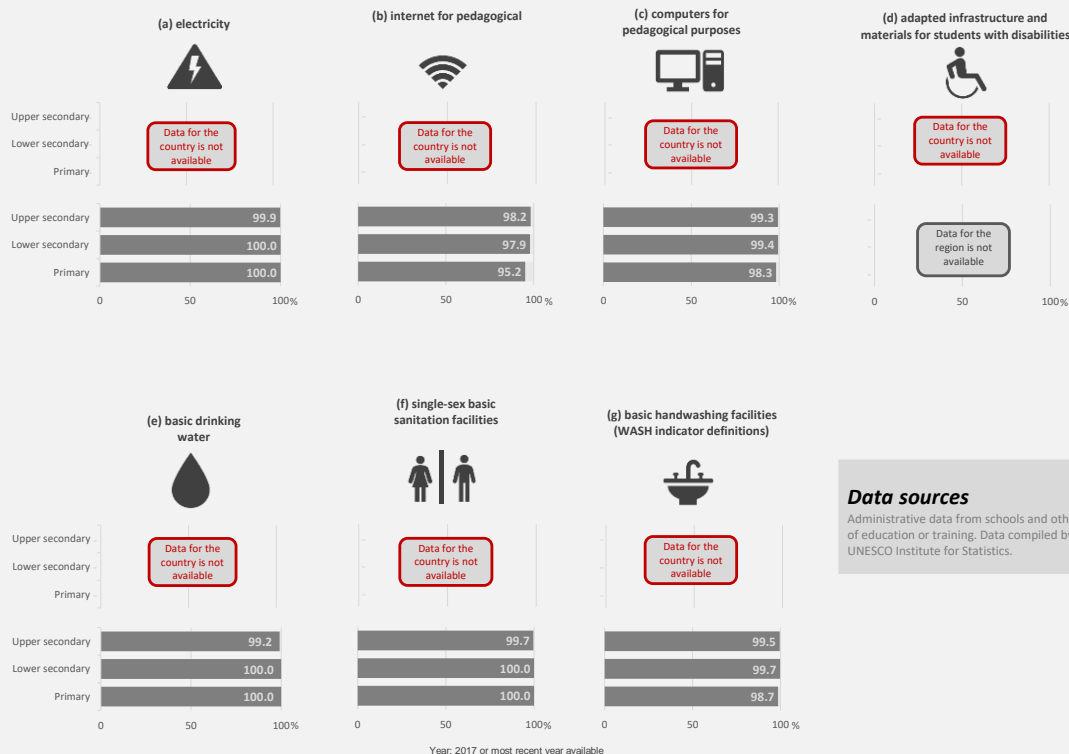 (a) electricity
(b) internet for pedagogical
(c) computers for
pedagogical purposes
(d) adapted infrastructure and
materials for students with disabilities
Upper secondary
Lower secondary
Primary
Data for the
country is not
available
Data for the
country is not
available
Data for the
country is not
available
Data for the
country is not
available
Upper secondary
Lower secondary
Primary
99.9
100.0
100.0
0 50 100%
98.2
97.9
95.2
0 50 100 %
99.3
99.4
98.3
0 50 100%
Data for the
region is not
available
0 50 100%
(e) basic drinking
water
(f) single-sex basic
sanitation facilities
(g) basic handwashing facilities
(WASH indicator definitions)
Upper secondary
Lower secondary
Primary
Data for the
country is not
available
Data for the
country is not
available
Data for the
country is not
available
Upper secondary
Lower secondary
Primary
99.2
100.0
100.0
0 50 100%
99.7
100.0
100.0
0 50 100 %
99.5
99.7
98.7
0 50 100 %
Data sources
Administrative data from schools and oth
of education or training. Data compiled by
UNESCO Institute for Statistics.
Year: 2017 or most recent year available